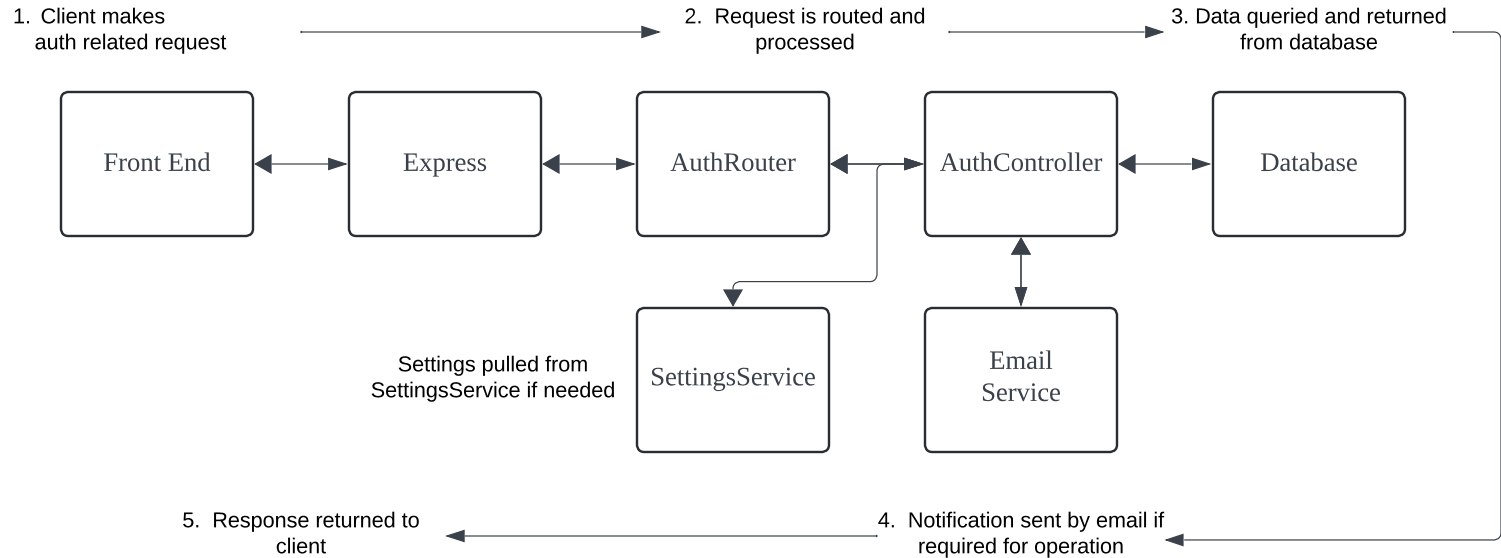 1. Client makes
auth related request
2. Request is routed and
processed
3. Data queried and returned
from database
Front End
Express
AuthRouter
AuthController
Database
Settings pulled from
SettingsService if needed
SettingsService
Email
Service
5. Response returned to
client
4. Notification sent by email if
required for operation